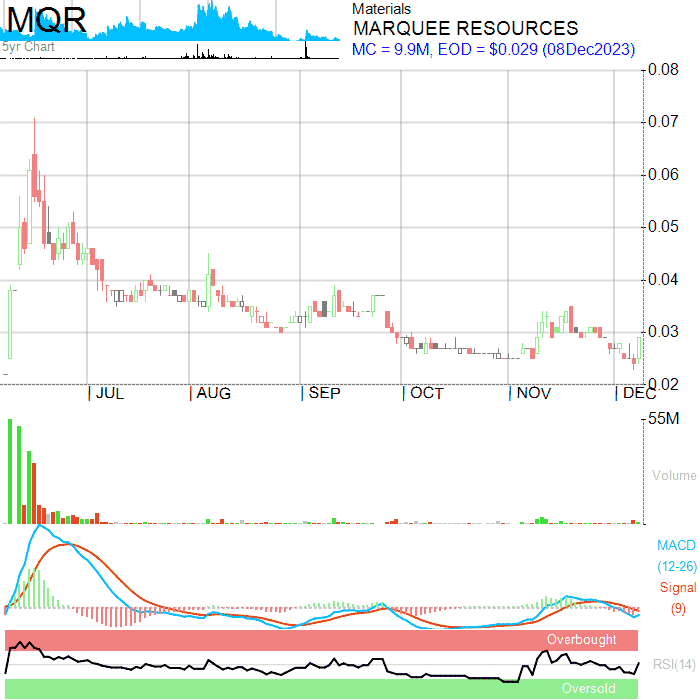 MQR
5yr Chart
Materials
MARQUEE RESOURCES
MC = 9.9M, EOD = $0.029 (08Dec2023)
0.08
0.07
0.06
0.05
0.04
0.03
0.02
JUL AUG SEP OCT NOV DEC
55M
Volume
MACD
(12-26)
Signal
(9)
Overbought
RSI(14)
Oversold